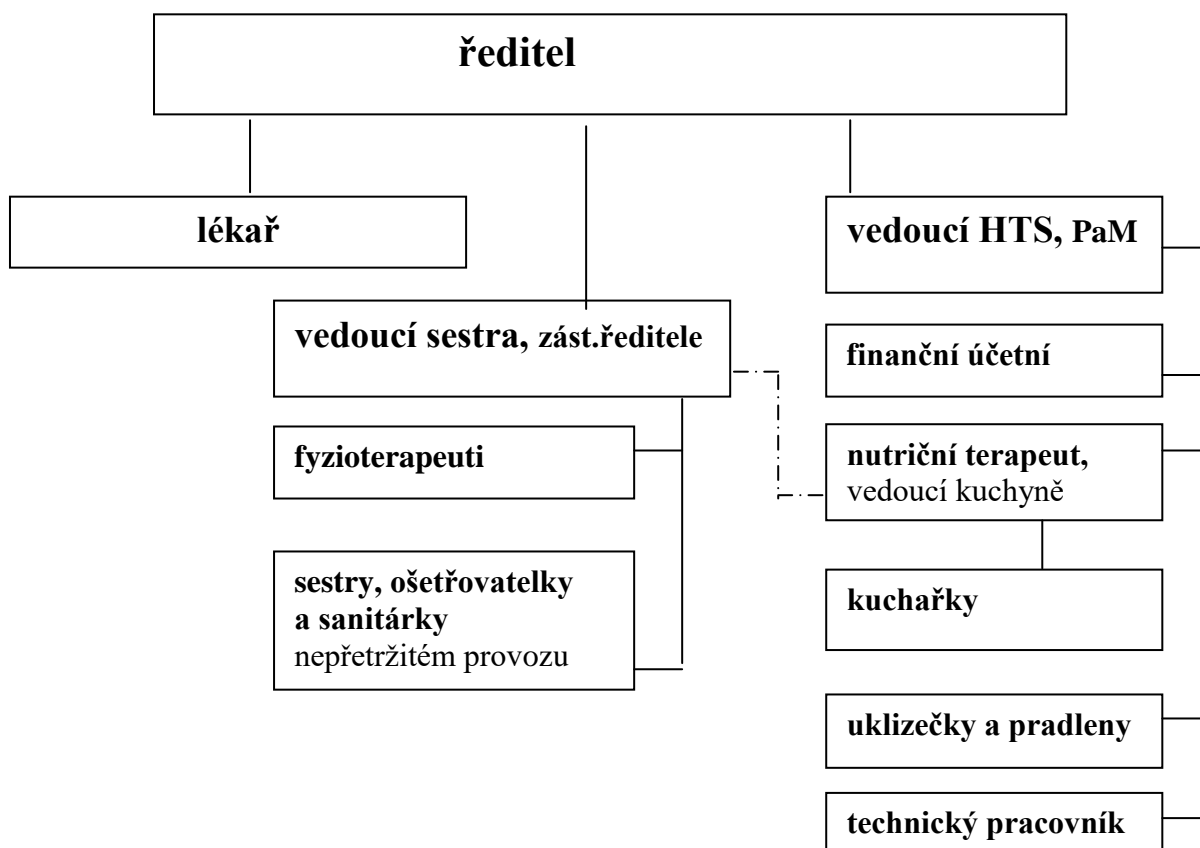 ředitel
lékař
vedoucí HTS, PaM
vedoucí sestra, zást.ředitele
finanční účetní
fyzioterapeuti
nutriční terapeut,
vedoucí kuchyně
sestry, ošetřovatelky
a sanitárky
nepřetržitém provozu
kuchařky
uklizečky a pradleny
technický pracovník